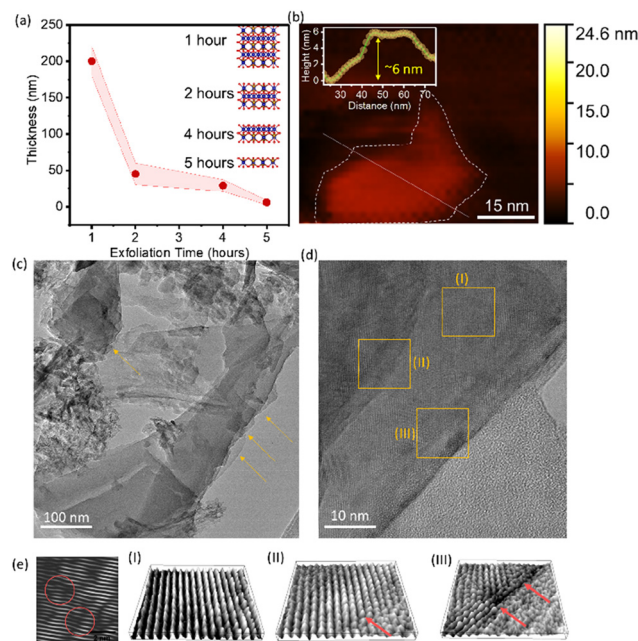 (a)
Thickness (nm)
250
200
150
100
50
0
1 hour
2 hours
4 hours
5 hours
1 2 3 4 5
Exfoliation Time (hours)
(b)
Height (nm)
6
4
2
0
~6 nm
30 40 50 60 70
Distance (nm)
15 nm
24.6 nm
20.0
15.0
10.0
0.0
(c)
100 nm
(d)
(I)
(II)
(III)
10 nm
(e)
(I)
(II)
(III)